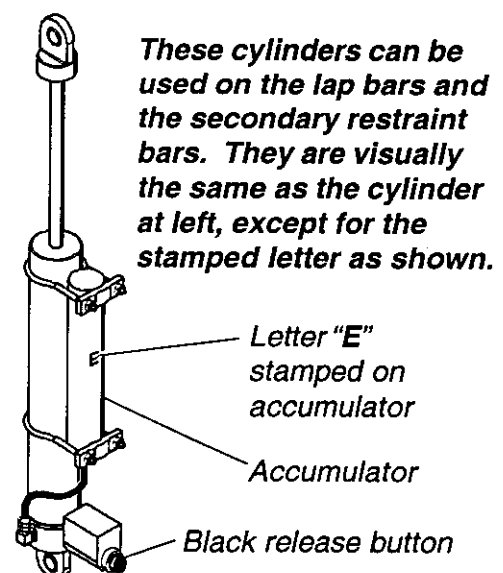 These cylinders can be
used on the lap bars and
the secondary restraint
bars. They are visually
the same as the cylinder
at left, except for the
stamped letter as shown.
E
Letter “E”
stamped on
accumulator
Accumulator
Black release button